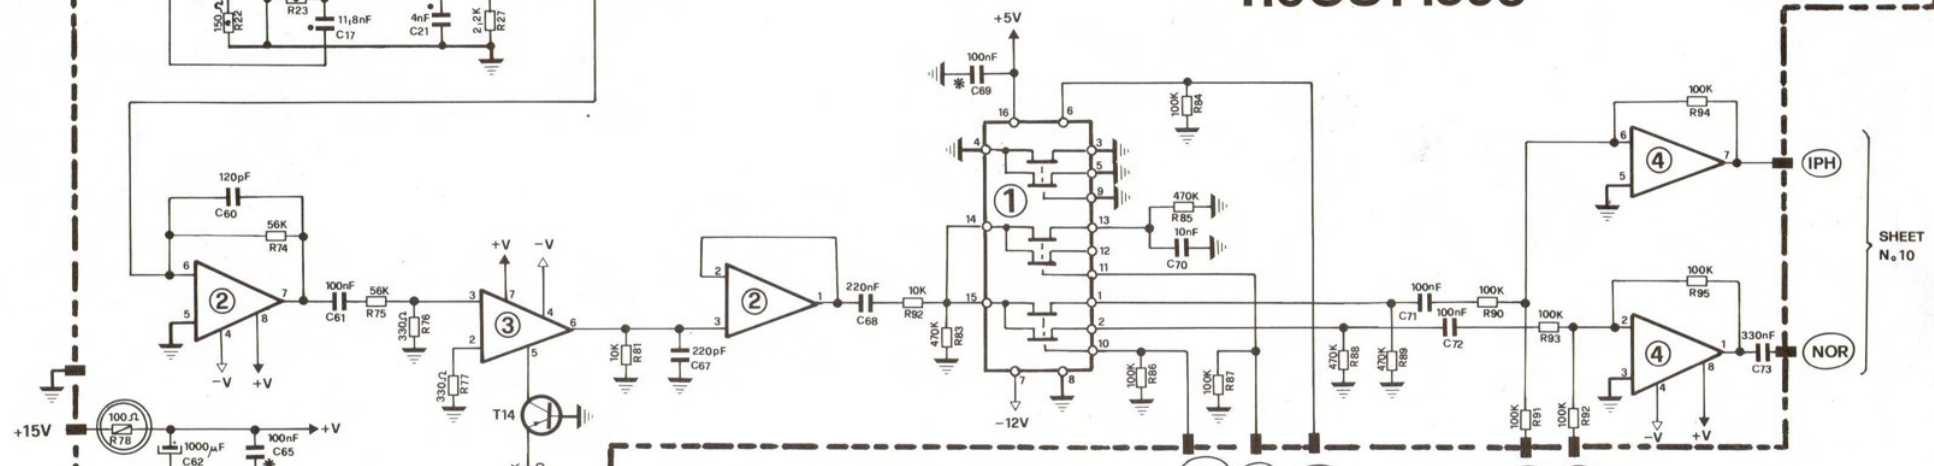 150Ω
R22
R23
11,8nF
C17
4nF
C21
2,2K
R27
+5V
100nF
*
C69
16
6
100K
R84
4
3
5
9
1
14
13
12
11
15
1
2
10
7
8
-12V
470K
R85
10nF
C70
120pF
C60
56K
R74
6
5
2
7
4
8
-V
+V
100nF
C61
56K
R75
330Ω
R76
+V
-V
3
2
7
4
3
6
5
330Ω
R77
T14
10K
R81
220pF
C67
2
3
2
1
220nF
C68
10K
R92
470K
R83
100K
R86
100K
R87
470K
R88
470K
R89
100nF
C71
100K
R90
100nF
C72
100K
R93
100K
R91
100K
R92
100K
R94
6
5
4
7
IPH
100K
R95
2
3
4
1
4
8
-V
+V
330nF
C73
NOR
SHEET
No10
+15V
100Ω
R78
1000µF
C62
100nF
C65
*
+V